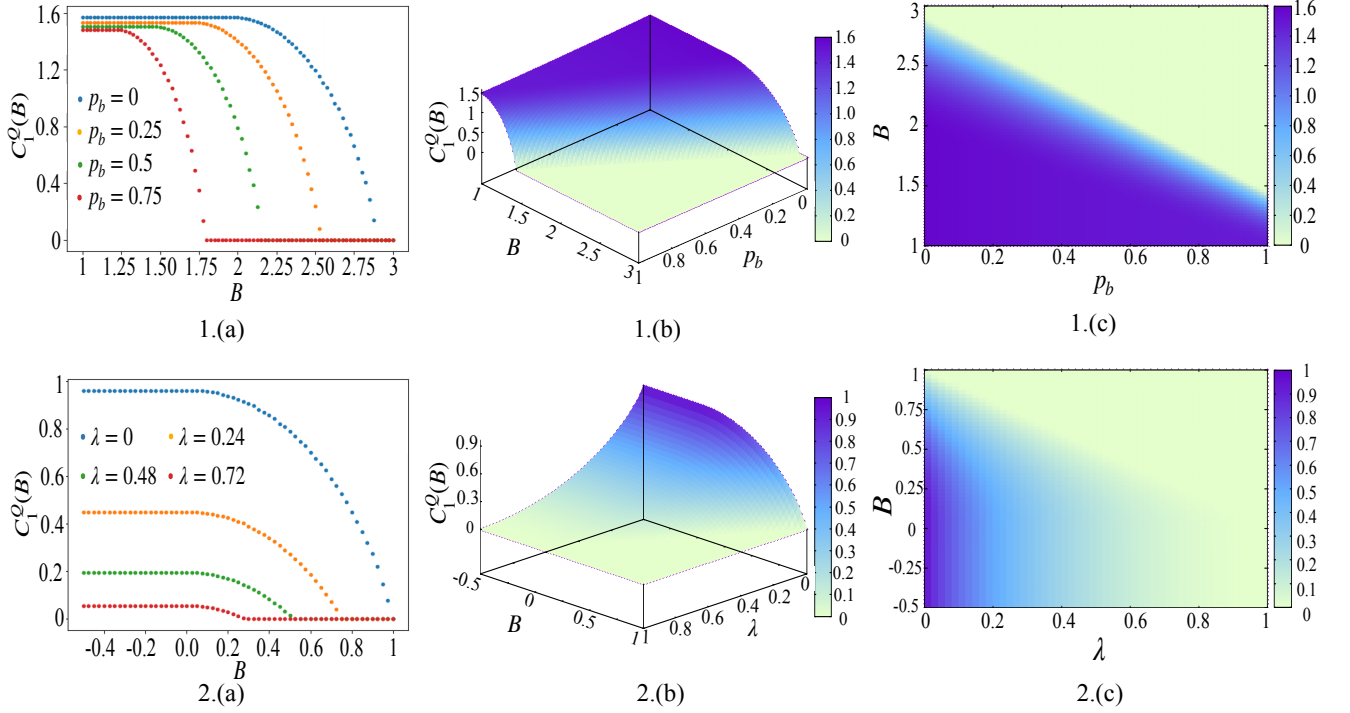 1.6
1.2
0.8
0.4
0
C₁^Q(B)
p_b = 0
p_b = 0.25
p_b = 0.5
p_b = 0.75
1 1.25 1.50 1.75 2 2.25 2.50 2.75 3
B
1.(a)
1.5
1
0.5
0
C₁^Q(B)
1 1.5 2 2.5 3
B
1 0.8 0.6 0.4 0.2 0
p_b
1.6
1.4
1.2
1
0.8
0.6
0.4
0.2
0
1.(b)
3
2.5
2
1.5
1
B
0 0.2 0.4 0.6 0.8 1
p_b
1.6
1.4
1.2
1
0.8
0.6
0.4
0.2
0
1.(c)
1
0.8
0.6
0.4
0.2
0
C₁^Q(B)
λ = 0 λ = 0.24
λ = 0.48 λ = 0.72
-0.4 -0.2 0.0 0.2 0.4 0.6 0.8 1
B
2.(a)
0.9
0.6
0.3
0
C₁^Q(B)
-0.5 0 0.5 1
B
1 0.8 0.6 0.4 0.2 0
λ
1
0.9
0.8
0.7
0.6
0.5
0.4
0.3
0.2
0.1
0
2.(b)
1
0.75
0.5
0.25
0
-0.25
-0.5
B
0 0.2 0.4 0.6 0.8 1
λ
1
0.9
0.8
0.7
0.6
0.5
0.4
0.3
0.2
0.1
0
2.(c)